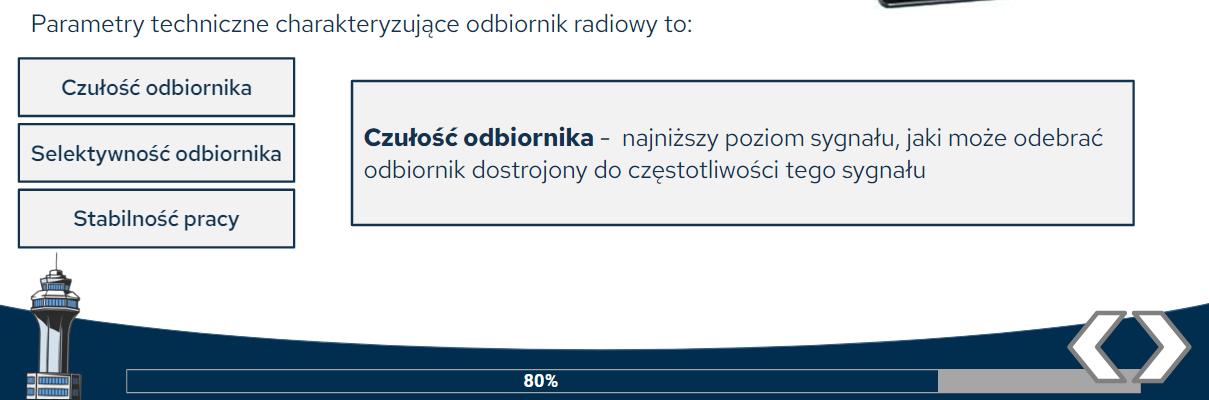 Parametry techniczne charakteryzujące odbiornik radiowy to:
Czułość odbiornika
Selektywność odbiornika
Stabilność pracy
Czułość odbiornika - najniższy poziom sygnału, jaki może odebrać
odbiornik dostrojony do częstotliwości tego sygnału
80%